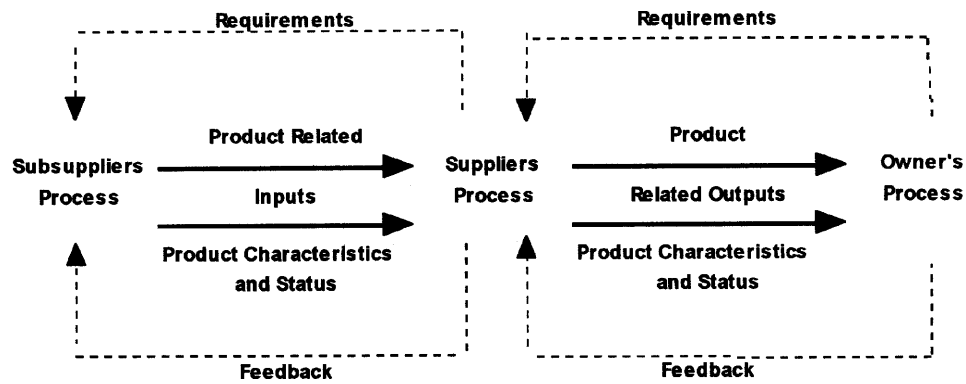 Requirements
Requirements
Product Related
Product
Subsuppliers
Process
Suppliers
Process
Owner's
Process
Inputs
Related Outputs
Product Characteristics
and Status
Product Characteristics
and Status
Feedback
Feedback